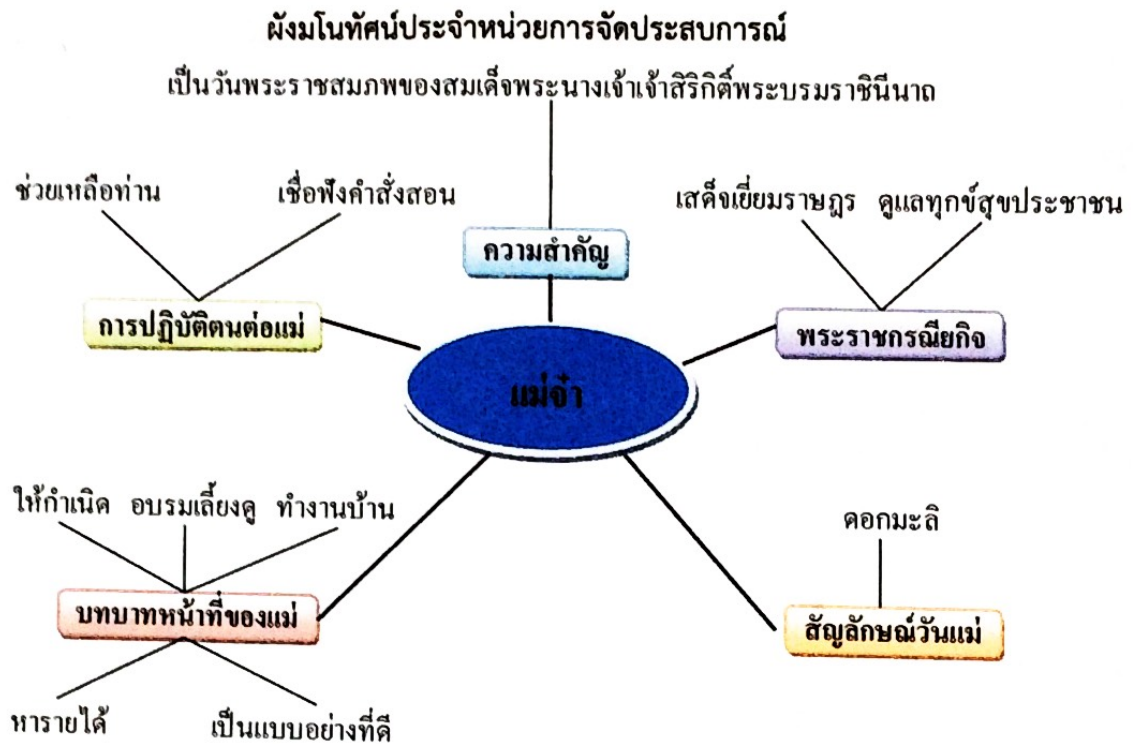 ผังมโนทัศน์ประจำหน่วยการจัดประสบการณ์
เป็นวันพระราชสมภพของสมเด็จพระนางเจ้าเจ้าสิริกิติ์พระบรมราชินีนาถ
ช่วยเหลือท่าน เชื่อฟังคำสั่งสอน
เสด็จเยี่ยมราษฎร ดูแลทุกข์สุขประชาชน
ความสำคัญ
การปฏิบัติตนต่อแม่
พระราชกรณียกิจ
แม่จ๋า
ให้กำเนิด อบรมเลี้ยงดู ทำงานบ้าน
ดอกมะลิ
บทบาทหน้าที่ของแม่
สัญลักษณ์วันแม่
หารายได้ เป็นแบบอย่างที่ดี